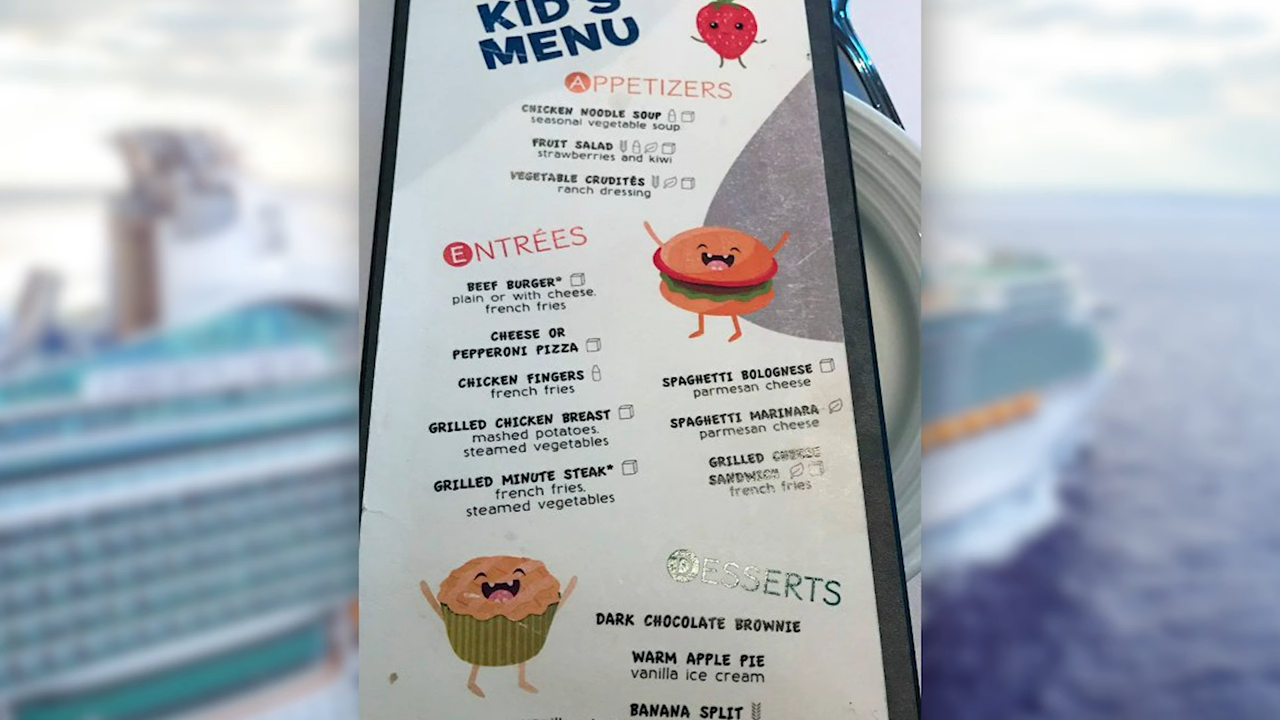 KID'S
MENU
APPETIZERS
CHICKEN NOODLE SOUP
seasonal vegetable soup
FRUIT SALAD
strawberries and kiwi
VEGETABLE CRUDITÉS
ranch dressing
ENTRÉES
BEEF BURGER*
plain or with cheese,
french fries
CHEESE OR
PEPPERONI PIZZA
CHICKEN FINGERS
french fries
GRILLED CHICKEN BREAST
mashed potatoes,
steamed vegetables
GRILLED MINUTE STEAK*
french fries,
steamed vegetables
SPAGHETTI BOLOGNESE
parmesan cheese
SPAGHETTI MARINARA
parmesan cheese
GRILLED CHEESE
SANDWICH
french fries
DESSERTS
DARK CHOCOLATE BROWNIE
WARM APPLE PIE
vanilla ice cream
BANANA SPLIT